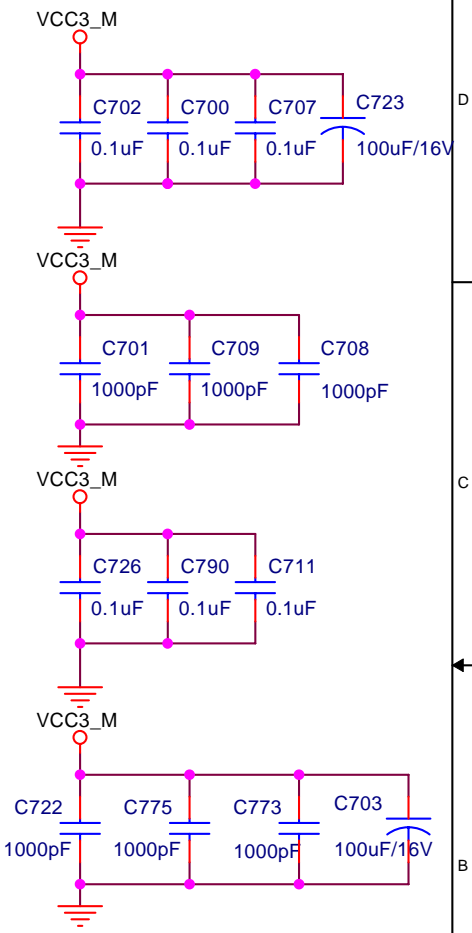 VCC3_M
C702 C700 C707 C723
0.1uF 0.1uF 0.1uF 100uF/16V
D
VCC3_M
C701 C709 C708
1000pF 1000pF 1000pF
VCC3_M
C
C726 C790 C711
0.1uF 0.1uF 0.1uF
VCC3_M
C722 C775 C773 C703
1000pF 1000pF 1000pF 100uF/16V
B